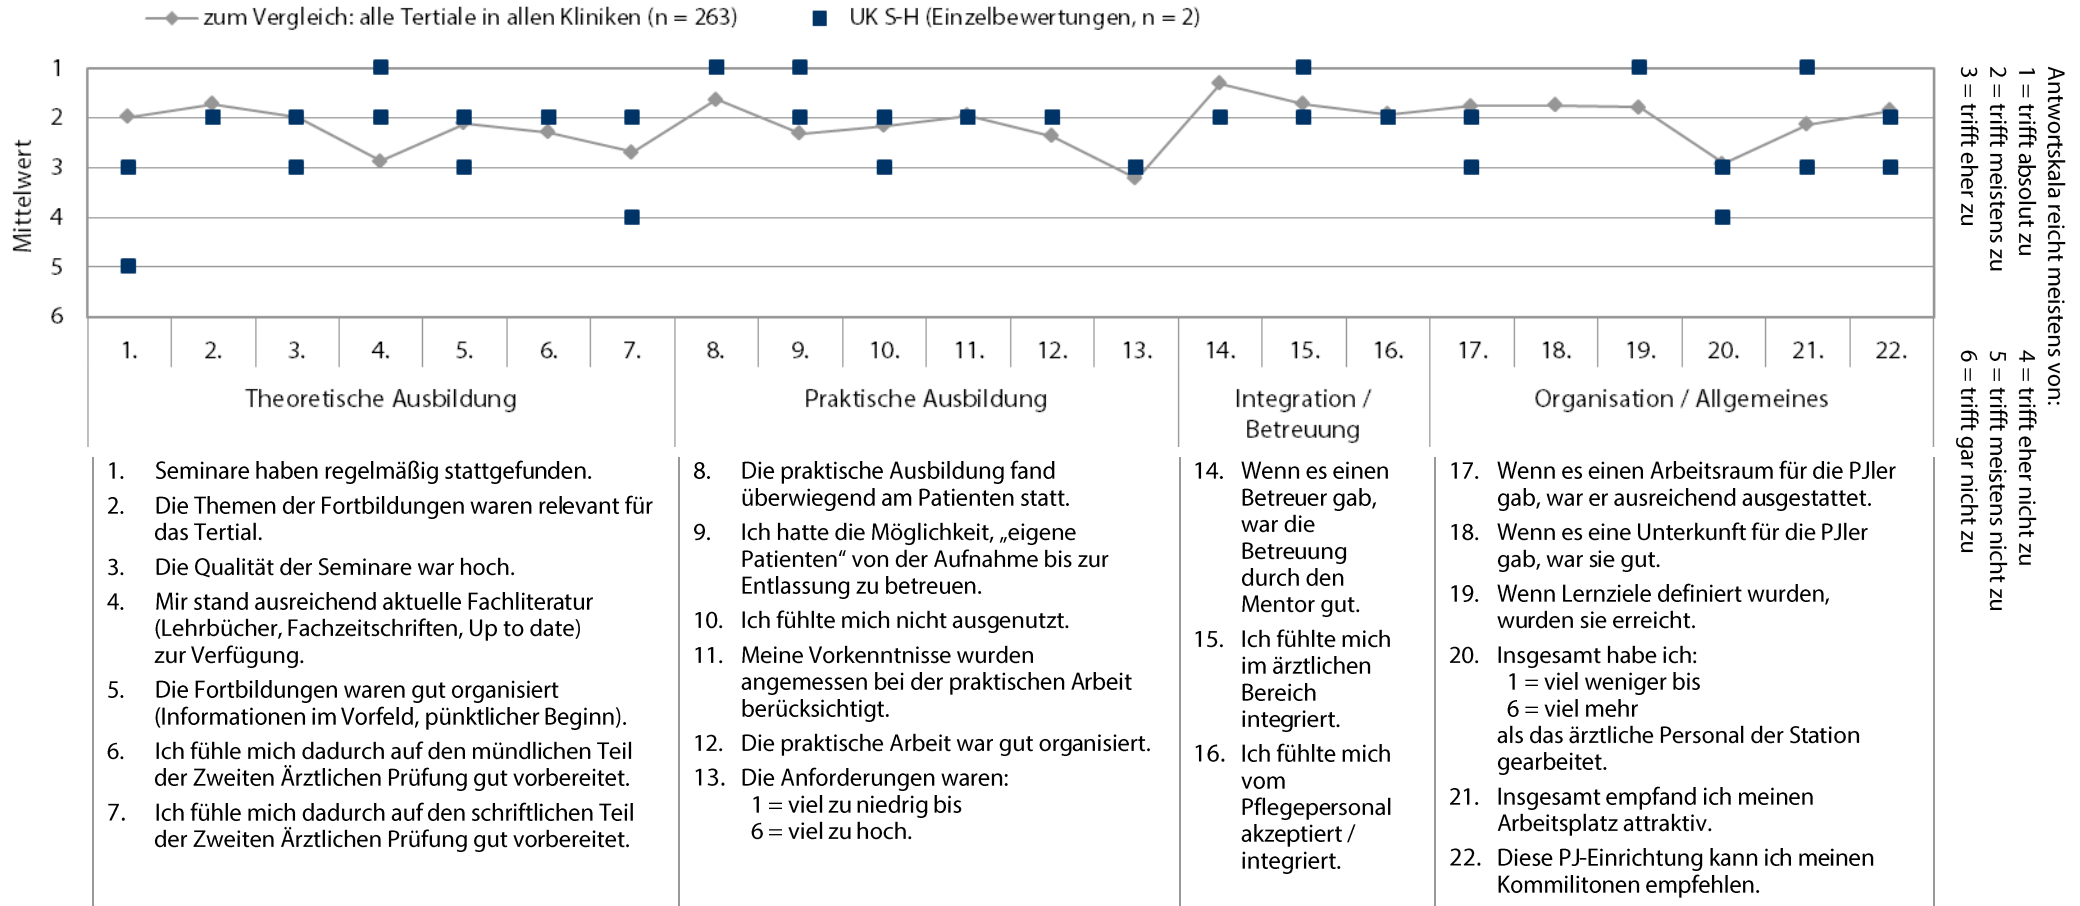 zum Vergleich: alle Tertiale in allen Kliniken (n = 263)
UK S-H (Einzelbewertungen, n = 2)
Mittelwert
1
2
3
4
5
6
1.
2.
3.
4.
5.
6.
7.
8.
9.
10.
11.
12.
13.
14.
15.
16.
17.
18.
19.
20.
21.
22.
Theoretische Ausbildung
Praktische Ausbildung
Integration /
Betreuung
Organisation / Allgemeines
1. Seminare haben regelmäßig stattgefunden.
2. Die Themen der Fortbildungen waren relevant für
das Tertial.
3. Die Qualität der Seminare war hoch.
4. Mir stand ausreichend aktuelle Fachliteratur
(Lehrbücher, Fachzeitschriften, Up to date)
zur Verfügung.
5. Die Fortbildungen waren gut organisiert
(Informationen im Vorfeld, pünktlicher Beginn).
6. Ich fühle mich dadurch auf den mündlichen Teil
der Zweiten Ärztlichen Prüfung gut vorbereitet.
7. Ich fühle mich dadurch auf den schriftlichen Teil
der Zweiten Ärztlichen Prüfung gut vorbereitet.
8. Die praktische Ausbildung fand
überwiegend am Patienten statt.
9. Ich hatte die Möglichkeit, „eigene
Patienten“ von der Aufnahme bis zur
Entlassung zu betreuen.
10. Ich fühlte mich nicht ausgenutzt.
11. Meine Vorkenntnisse wurden
angemessen bei der praktischen Arbeit
berücksichtigt.
12. Die praktische Arbeit war gut organisiert.
13. Die Anforderungen waren:
1 = viel zu niedrig bis
6 = viel zu hoch.
14. Wenn es einen
Betreuer gab,
war die
Betreuung
durch den
Mentor gut.
15. Ich fühlte mich
im ärztlichen
Bereich
integriert.
16. Ich fühlte mich
vom
Pflegepersonal
akzeptiert /
integriert.
17. Wenn es einen Arbeitsraum für die PJler
gab, war er ausreichend ausgestattet.
18. Wenn es eine Unterkunft für die PJler
gab, war sie gut.
19. Wenn Lernziele definiert wurden,
wurden sie erreicht.
20. Insgesamt habe ich:
1 = viel weniger bis
6 = viel mehr
als das ärztliche Personal der Station
gearbeitet.
21. Insgesamt empfand ich meinen
Arbeitsplatz attraktiv.
22. Diese PJ-Einrichtung kann ich meinen
Kommilitonen empfehlen.
Antwortskala reicht meistens von:
1 = trifft absolut zu
2 = trifft meistens zu
3 = trifft eher zu
4 = trifft eher nicht zu
5 = trifft meistens nicht zu
6 = trifft gar nicht zu